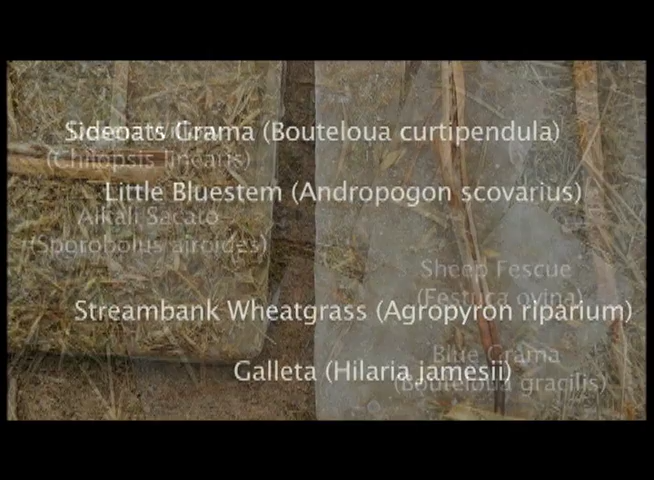 Sideoats Grama (Bouteloua curtipendula)
(Chilopsis linearis)
Little Bluestem (Andropogon scovarius)
Alkali Sacato
(Sporobolus airoides)
Sheep Fescue
(Festuca ovina)
Streambank Wheatgrass (Agropyron riparium)
Blue Grama
(Bouteloua gracilis)
Galleta (Hilaria jamesii)